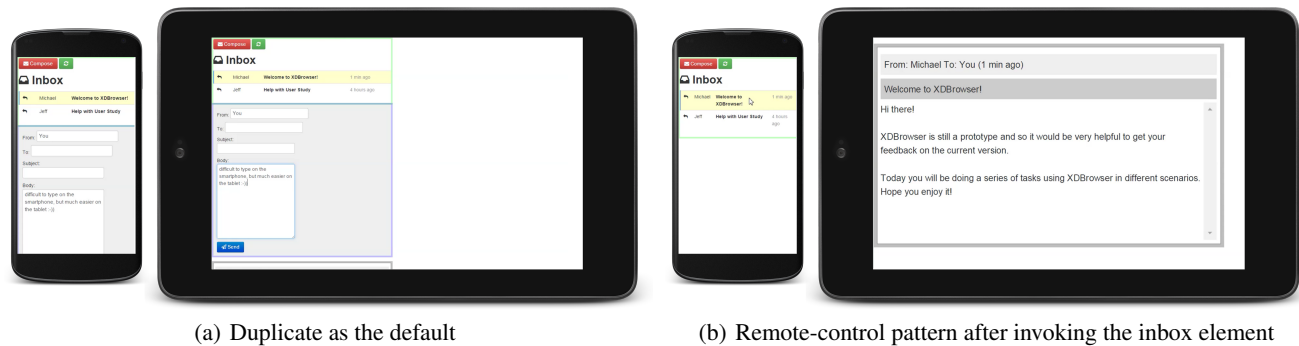 Compose
Inbox
Michael Welcome to XDBrowser!
Jeff Help with User Study
From: You
To:
Subject:
Body:
difficult to type on the
smartphone, but much easier on
the tablet :-)
Compose
Inbox
Michael Welcome to XDBrowser! 1 min ago
Jeff Help with User Study 4 hours ago
From: You
To:
Subject:
Body:
difficult to type on the
smartphone, but much easier on
the tablet :-)
Send
(a) Duplicate as the default
Compose
Inbox
Michael Welcome to 1 min ago
XDBrowser!
Jeff Help with User Study 4 hours
ago
From: Michael To: You (1 min ago)
Welcome to XDBrowser!
Hi there!
XDBrowser is still a prototype and so it would be very helpful to get your
feedback on the current version.
Today you will be doing a series of tasks using XDBrowser in different scenarios.
Hope you enjoy it!
(b) Remote-control pattern after invoking the inbox element